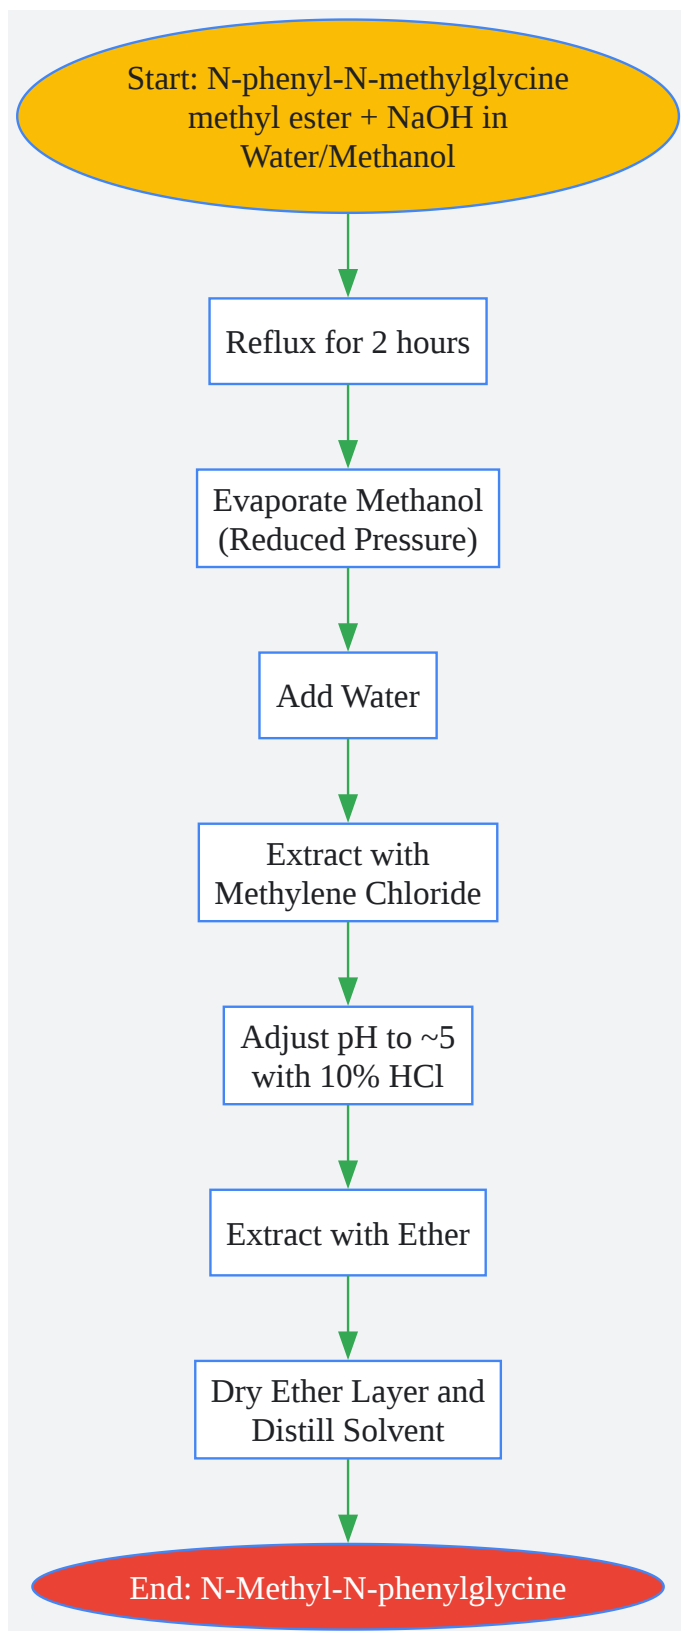 Start: N-phenyl-N-methylglycine
methyl ester + NaOH in
Water/Methanol
Reflux for 2 hours
Evaporate Methanol
(Reduced Pressure)
Add Water
Extract with
Methylene Chloride
Adjust pH to ~5
with 10% HCl
Extract with Ether
Dry Ether Layer and
Distill Solvent
End: N-Methyl-N-phenylglycine